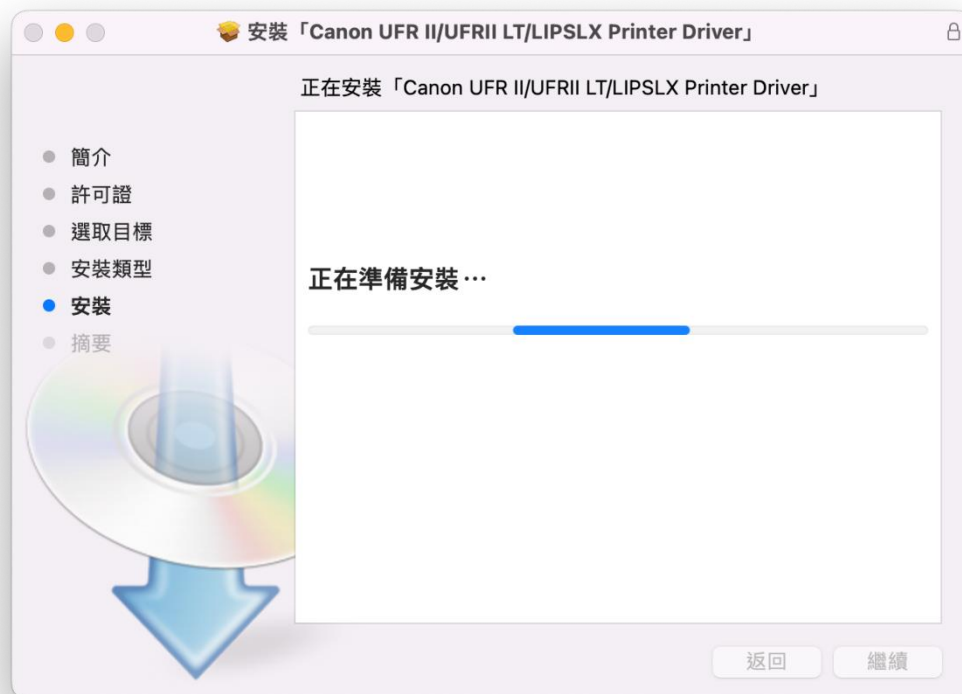 安裝「Canon UFR II/UFRII LT/LIPSLX Printer Driver」
正在安裝「Canon UFR II/UFRII LT/LIPSLX Printer Driver」
簡介
許可證
選取目標
安裝類型
安裝
摘要
正在準備安裝⋯
返回
繼續